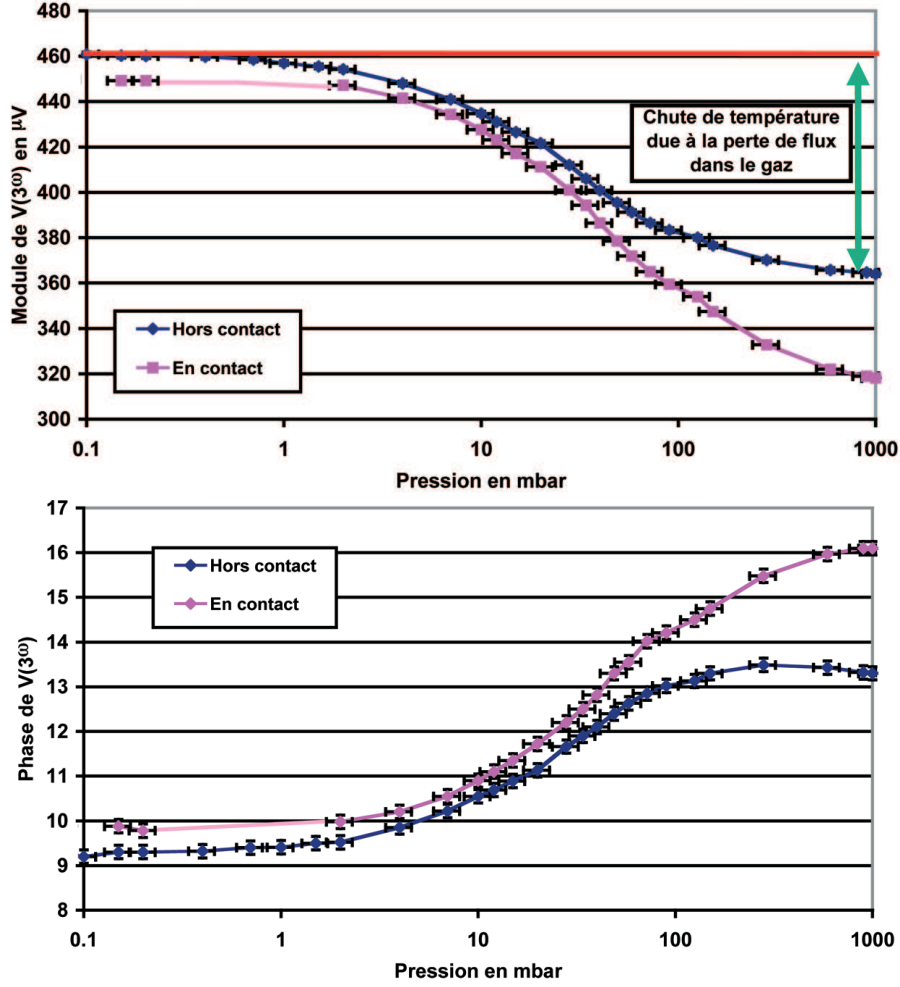 480
460
440
420
400
380
360
340
320
300
Module de V(3ω) en µV
Chute de température
due à la perte de flux
dans le gaz
Hors contact
En contact
0.1 1 10 100 1000
Pression en mbar
17
16
15
14
13
12
11
10
9
8
Phase de V(3ω)
Hors contact
En contact
0.1 1 10 100 1000
Pression en mbar